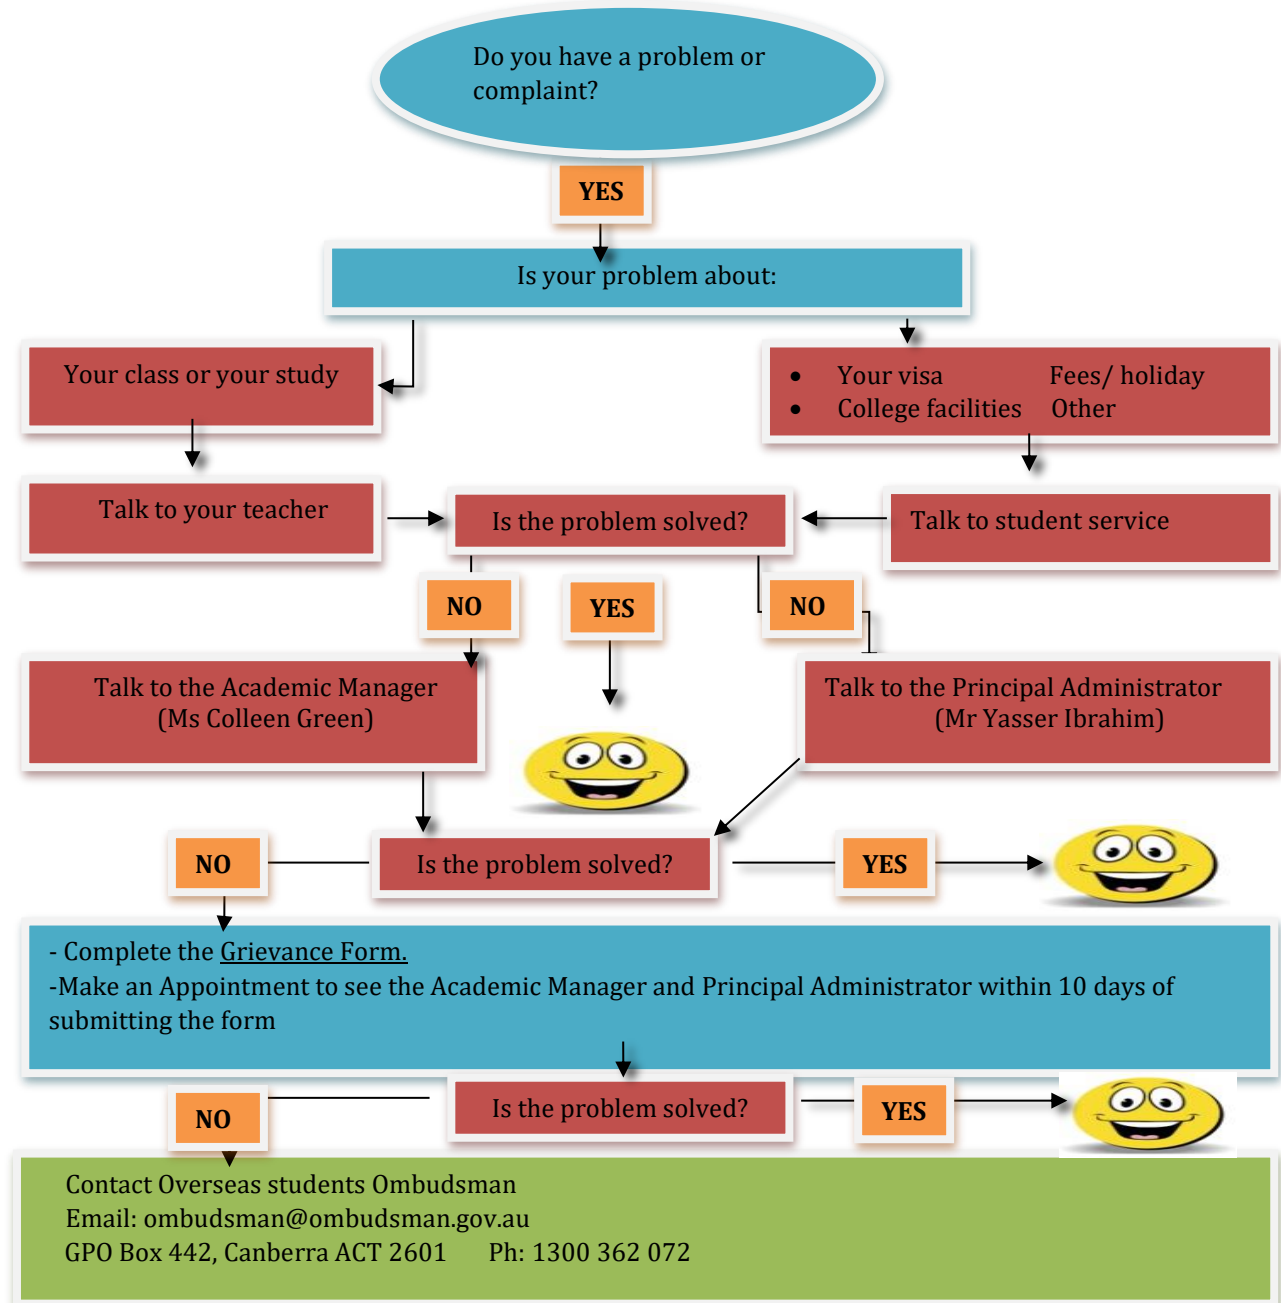 Do you have a problem or
complaint?
YES
Is your problem about:
Your class or your study
• Your visa Fees/ holiday
• College facilities Other
Talk to your teacher
Is the problem solved?
Talk to student service
NO
YES
NO
Talk to the Academic Manager
(Ms Colleen Green)
Talk to the Principal Administrator
(Mr Yasser Ibrahim)
NO
Is the problem solved?
YES
- Complete the Grievance Form.
-Make an Appointment to see the Academic Manager and Principal Administrator within 10 days of
submitting the form
NO
Is the problem solved?
YES
Contact Overseas students Ombudsman
Email: ombudsman@ombudsman.gov.au
GPO Box 442, Canberra ACT 2601 Ph: 1300 362 072